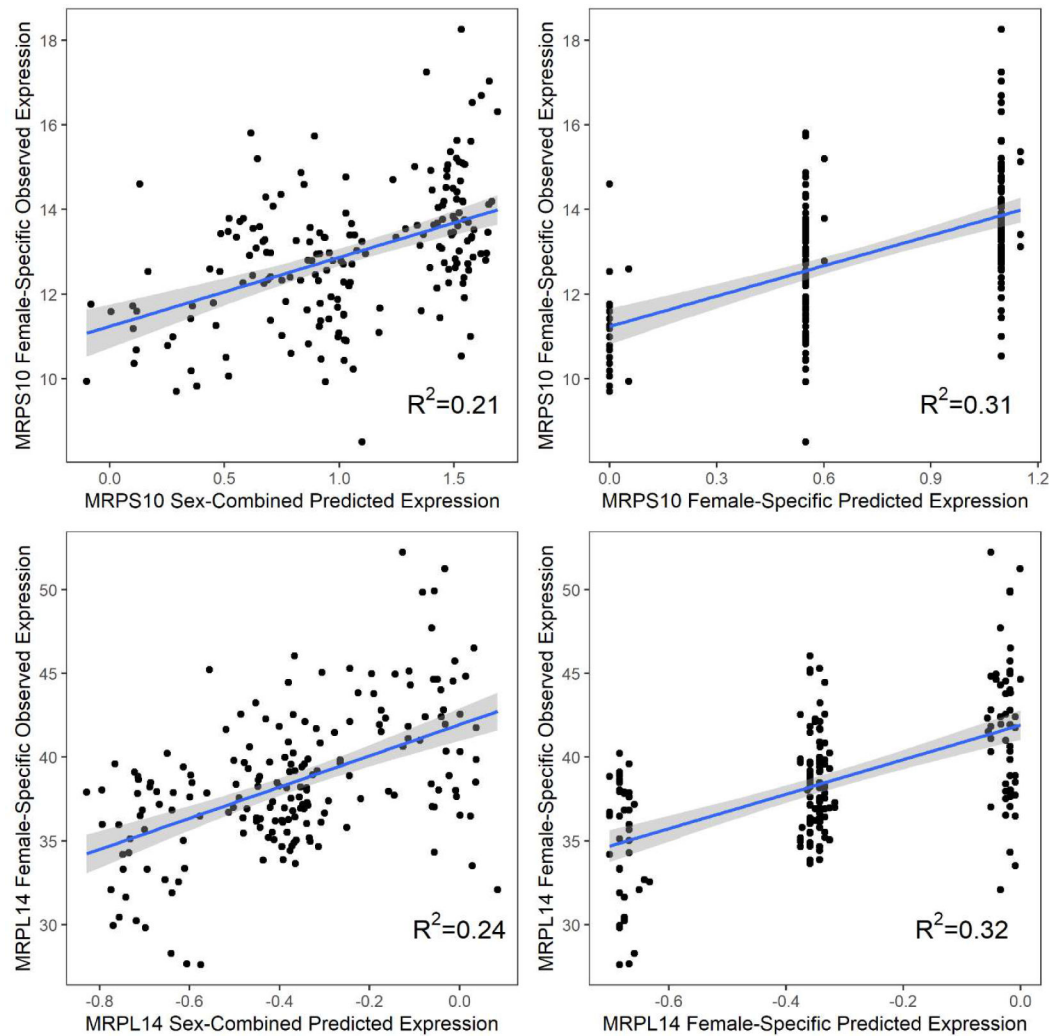 MRPS10 Female-Specific Observed Expression
18
16
14
12
10
R²=0.21
0.0 0.5 1.0 1.5
MRPS10 Sex-Combined Predicted Expression
MRPS10 Female-Specific Observed Expression
18
16
14
12
10
R²=0.31
0.0 0.3 0.6 0.9 1.2
MRPS10 Female-Specific Predicted Expression
MRPL14 Female-Specific Observed Expression
50
45
40
35
30
R²=0.24
-0.8 -0.6 -0.4 -0.2 0.0
MRPL14 Sex-Combined Predicted Expression
MRPL14 Female-Specific Observed Expression
50
45
40
35
30
R²=0.32
-0.6 -0.4 -0.2 0.0
MRPL14 Female-Specific Predicted Expression